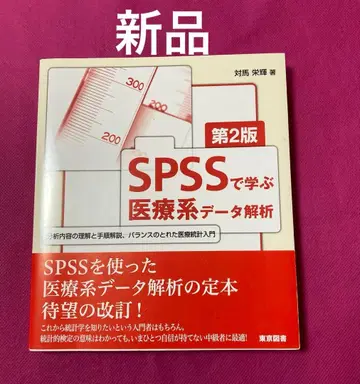 新品
対馬 栄輝 著
300
200
200
100
第2版
SPSSで学ぶ
医療系データ解析
分析内容の理解と手順解説、バランスのとれた医療統計入門
SPSSを使った
医療系データ解析の定本
待望の改訂！
これから統計学を知りたいという入門者はもちろん、
統計的検定の意味はわかっても、いまひとつ自信が持てない中級者に最適！
東京図書